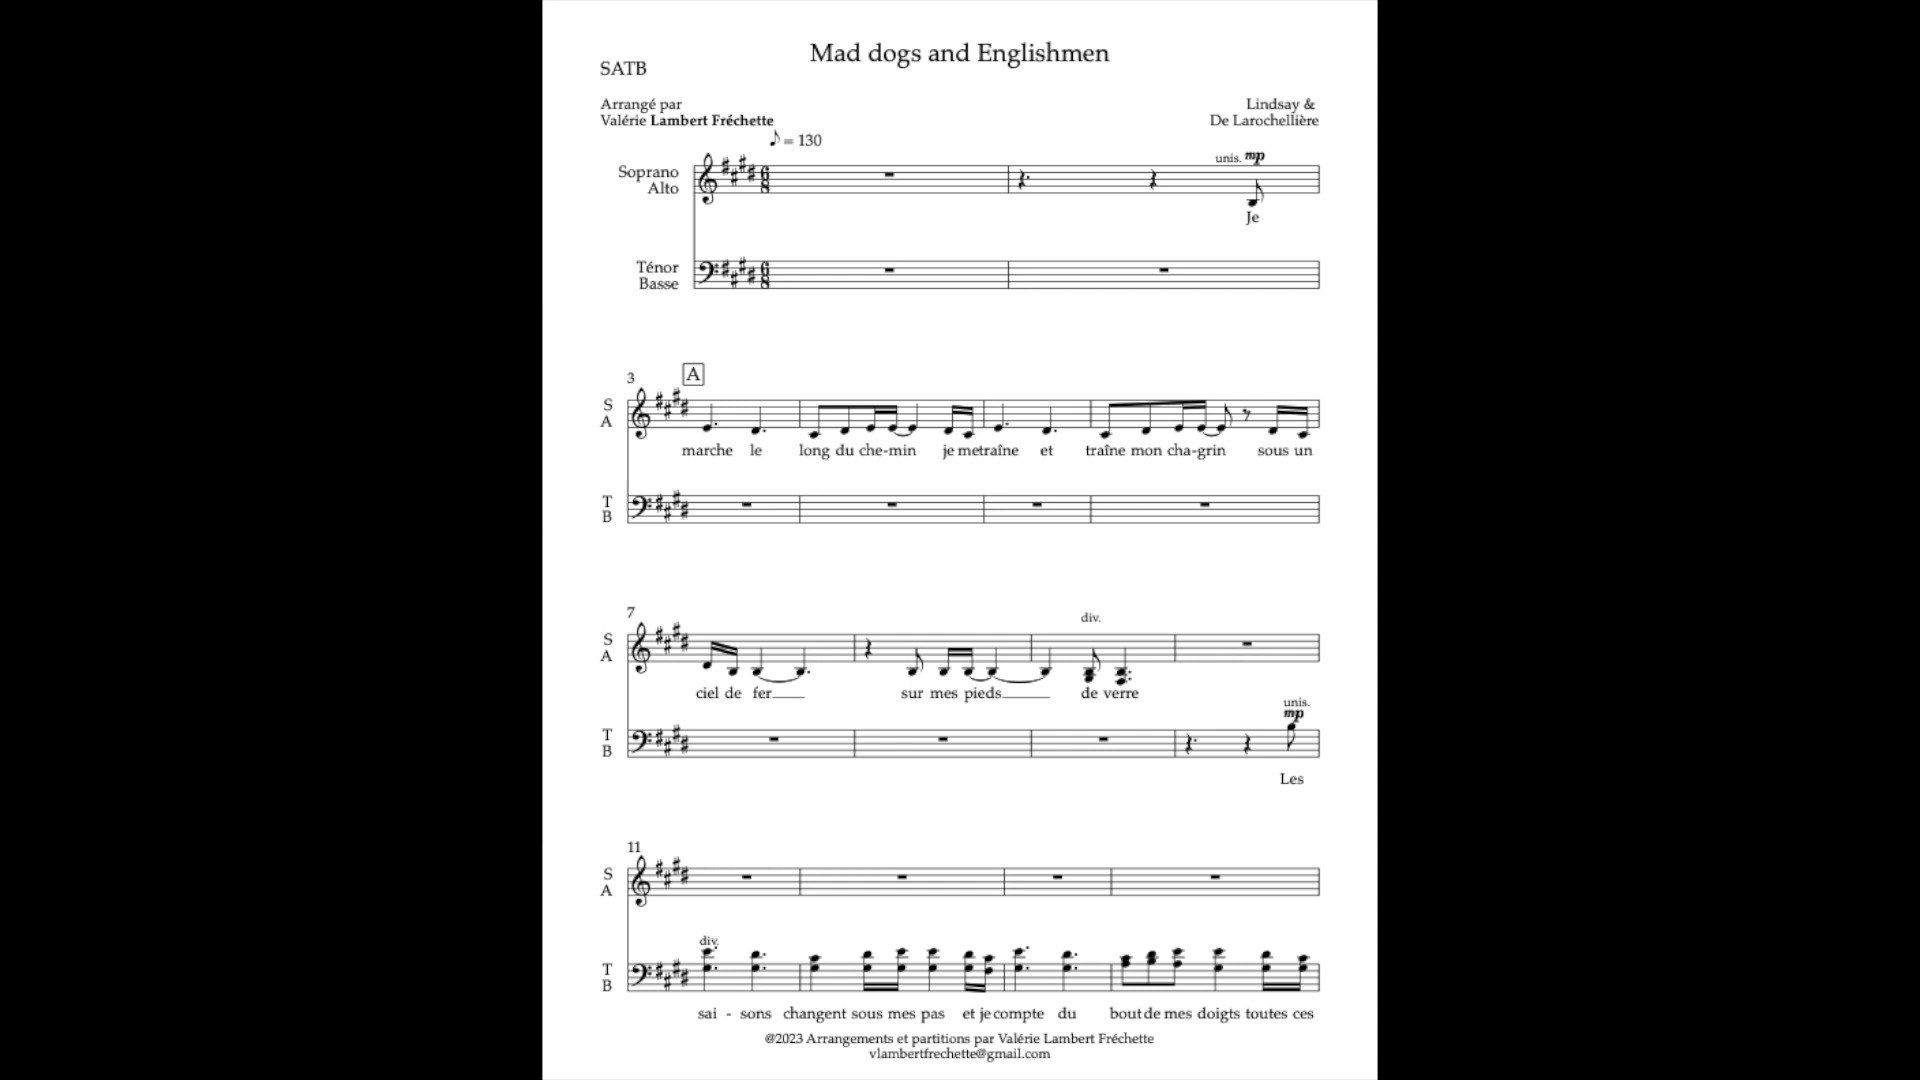 Mad dogs and Englishmen
SATB
Arrangé par
Valérie Lambert Fréchette
Lindsay &
De Larochellière
♪ = 130
unis. mp
Soprano
Alto
6
8
Je
Ténor
Basse
6
8
3
A
S
A
marche le long du che-min je me traîne et traîne mon cha-grin sous un
T
B
7
div.
S
A
ciel de fer sur mes pieds de verre
unis.
mp
T
B
Les
11
S
A
div.
T
B
sai - sons changent sous mes pas et je compte du bout de mes doigts toutes ces
@2023 Arrangements et partitions par Valérie Lambert Fréchette
vlambertfrechette@gmail.com